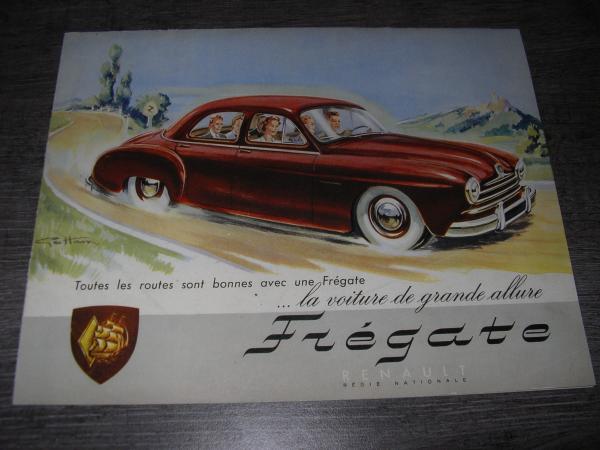 Toutes les routes sont bonnes avec une Frégate
... la voiture de grande allure
Frégate
RENAULT
RÉGIE NATIONALE